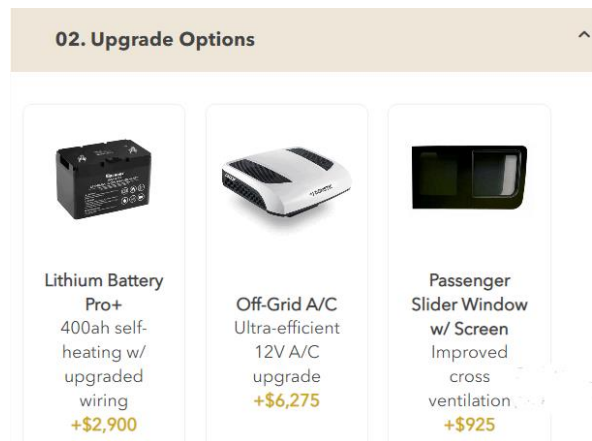 02. Upgrade Options
Lithium Battery
Pro+
400ah self-
heating w/
upgraded
wiring
+$2,900
Off-Grid A/C
Ultra-efficient
12V A/C
upgrade
+$6,275
Passenger
Slider Window
w/ Screen
Improved
cross
ventilation
+$925